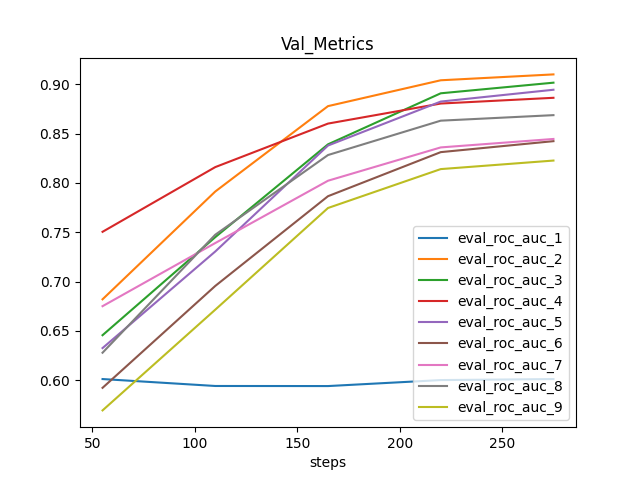 Val_Metrics
0.90
0.85
0.80
0.75
0.70
0.65
0.60
50
100
150
200
250
steps
eval_roc_auc_1
eval_roc_auc_2
eval_roc_auc_3
eval_roc_auc_4
eval_roc_auc_5
eval_roc_auc_6
eval_roc_auc_7
eval_roc_auc_8
eval_roc_auc_9